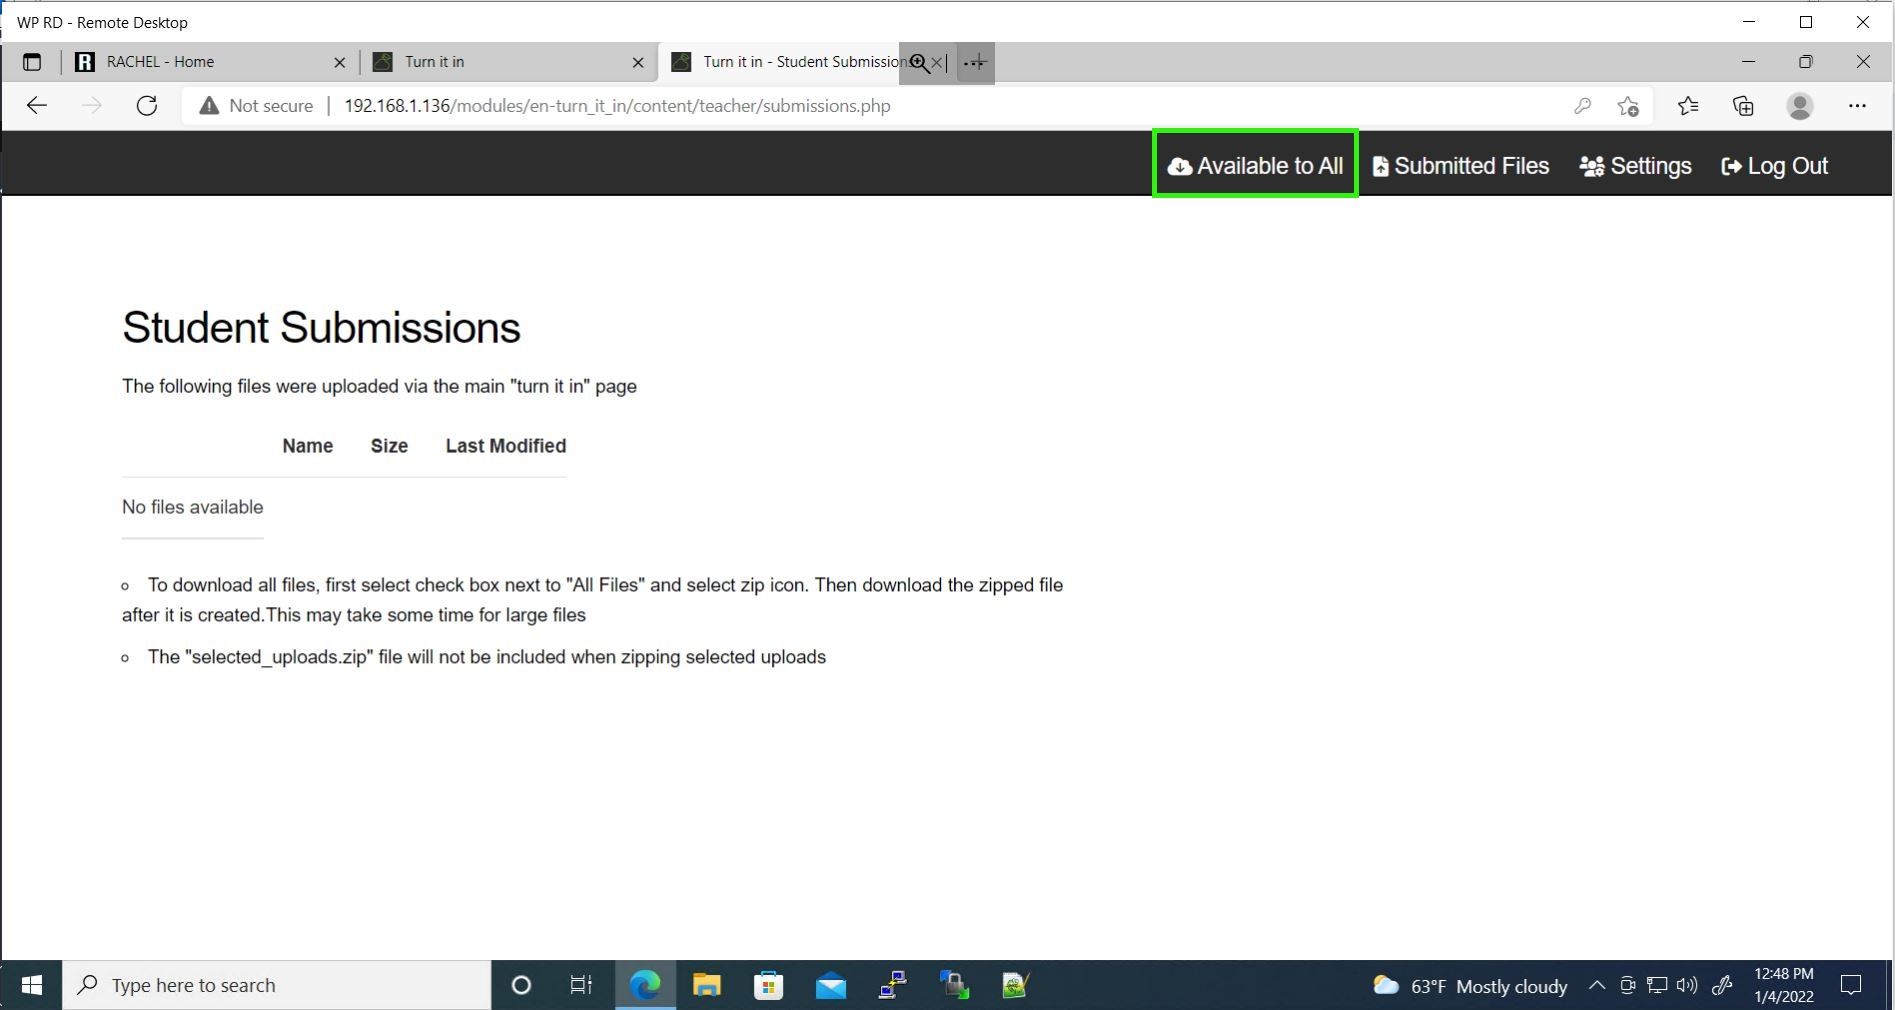 WP RD - Remote Desktop
RACHEL - Home
Turn it in
Turn it in - Student Submission
Not secure | 192.168.1.136/modules/en-turn_it_in/content/teacher/submissions.php
Available to All
Submitted Files
Settings
Log Out
Student Submissions
The following files were uploaded via the main "turn it in" page
Name Size Last Modified
No files available
To download all files, first select check box next to "All Files" and select zip icon. Then download the zipped file
after it is created.This may take some time for large files
The "selected_uploads.zip" file will not be included when zipping selected uploads
Type here to search
63°F Mostly cloudy
12:48 PM
1/4/2022